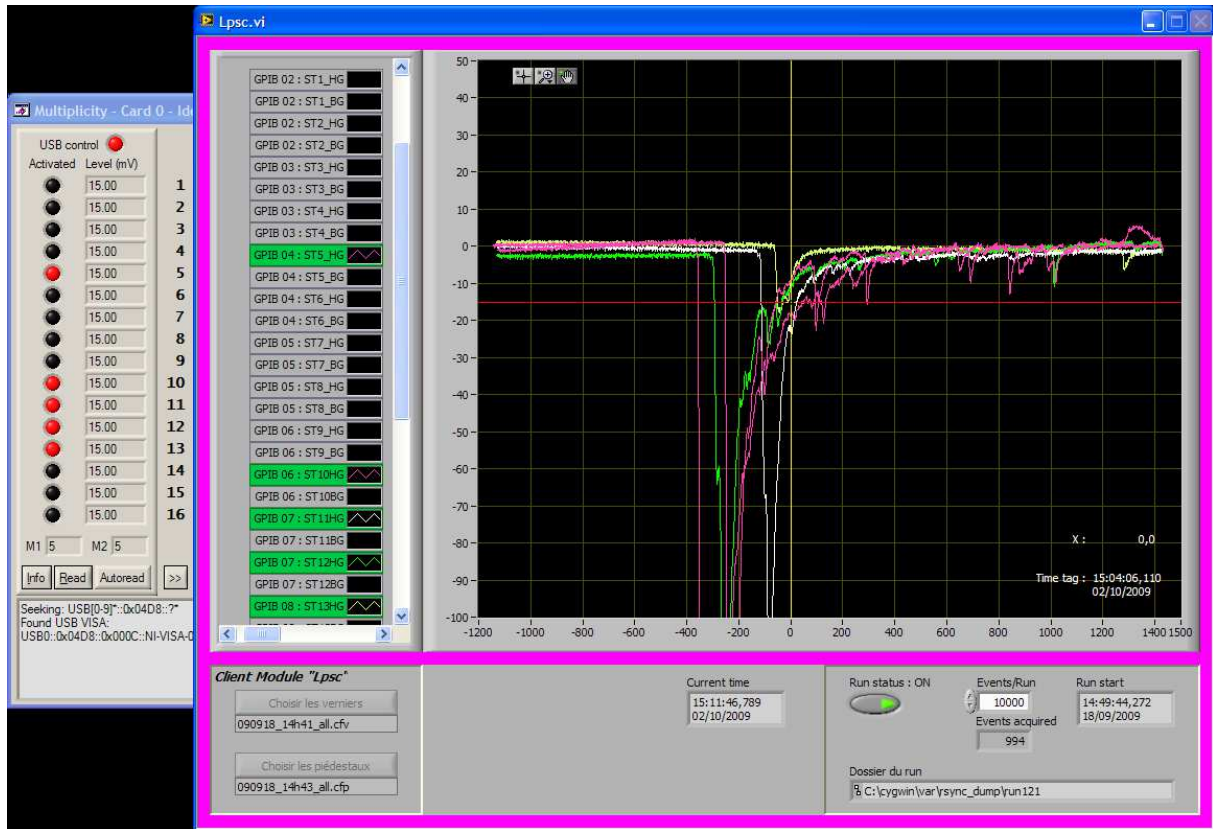 Lpsc.vi
Multiplicity - Card 0 - Ide
USB control
Activated Level (mV)
15.00 1
15.00 2
15.00 3
15.00 4
15.00 5
15.00 6
15.00 7
15.00 8
15.00 9
15.00 10
15.00 11
15.00 12
15.00 13
15.00 14
15.00 15
15.00 16
M1 5 M2 5
Info Read Autoread >>
Seeking: USB[0-9]*::0x04D8::?*
Found USB VISA:
USB0::0x04D8::0x000C::NI-VISA-0
GPIB 02 : ST1_HG
GPIB 02 : ST1_BG
GPIB 02 : ST2_HG
GPIB 02 : ST2_BG
GPIB 03 : ST3_HG
GPIB 03 : ST3_BG
GPIB 03 : ST4_HG
GPIB 03 : ST4_BG
GPIB 04 : ST5_HG
GPIB 04 : ST5_BG
GPIB 04 : ST6_HG
GPIB 04 : ST6_BG
GPIB 05 : ST7_HG
GPIB 05 : ST7_BG
GPIB 05 : ST8_HG
GPIB 05 : ST8_BG
GPIB 06 : ST9_HG
GPIB 06 : ST9_BG
GPIB 06 : ST10HG
GPIB 06 : ST10BG
GPIB 07 : ST11HG
GPIB 07 : ST11BG
GPIB 07 : ST12HG
GPIB 07 : ST12BG
GPIB 08 : ST13HG
50
40
30
20
10
0
-10
-20
-30
-40
-50
-60
-70
-80
-90
-100
-1200 -1000 -800 -600 -400 -200 0 200 400 600 800 1000 1200 1400 1500
X : 0,0
Time tag : 15:04:06,110
02/10/2009
Client Module "Lpsc"
Choisir les verniers
090918_14h41_all.cfv
Choisir les piédestaux
090918_14h43_all.cfp
Current time
15:11:46,789
02/10/2009
Run status : ON
Events/Run
10000
Events acquired
994
Run start
14:49:44,272
18/09/2009
Dossier du run
C:\cygwin\var\rsync_dump\run121